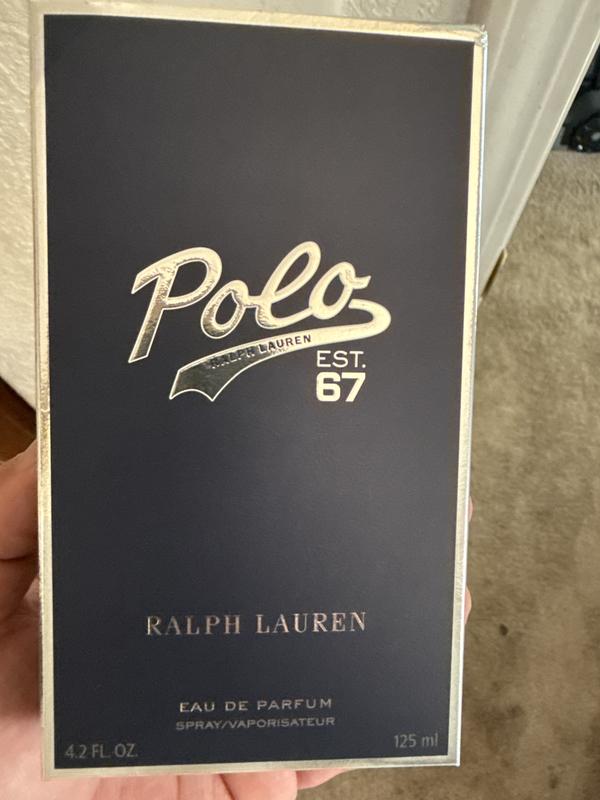 Polo
RALPH LAUREN
EST.
67
RALPH LAUREN
EAU DE PARFUM
SPRAY/VAPORISATEUR
4.2 FL. OZ.
125 ml